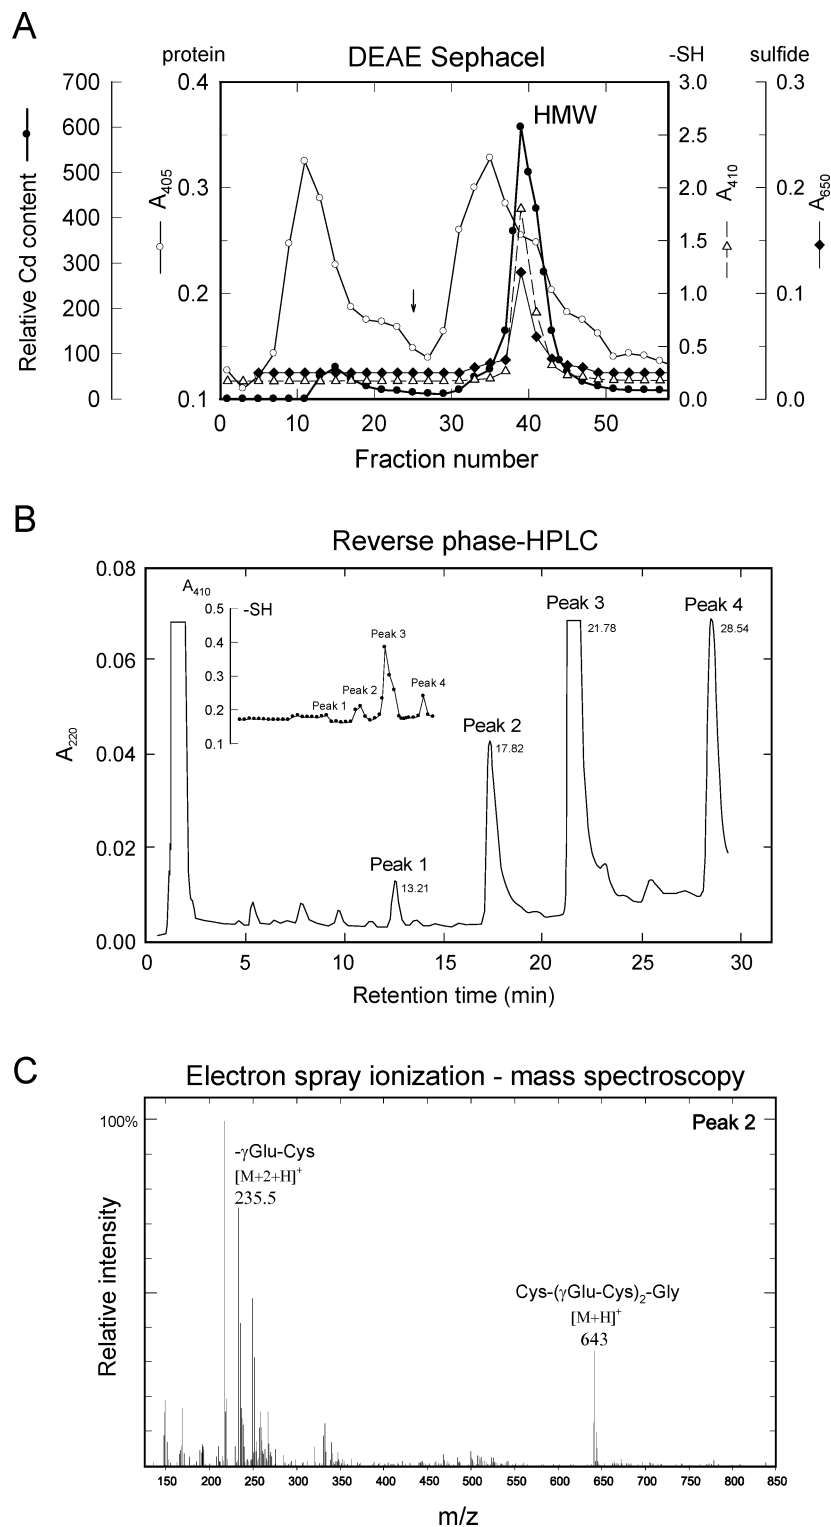 A
protein
DEAE Sephacel
-SH
sulfide
700
600
500
400
300
200
100
0
Relative Cd content
0.4
0.3
0.2
0.1
A405
HMW
3.0
2.5
2.0
1.5
1.0
0.5
0.0
A410
0.3
0.2
0.1
0.0
A650
0 10 20 30 40 50
Fraction number
B
Reverse phase-HPLC
0.08
0.06
0.04
0.02
0.00
A220
A410
-SH
0.5
0.4
0.3
0.2
0.1
Peak 1
Peak 2
Peak 3
Peak 4
Peak 1
13.21
Peak 2
17.82
Peak 3
21.78
Peak 4
28.54
0 5 10 15 20 25 30
Retention time (min)
C
Electron spray ionization - mass spectroscopy
100%
Peak 2
-γGlu-Cys
[M+2+H]+
235.5
Cys-(γGlu-Cys)2-Gly
[M+H]+
643
Relative intensity
150 200 250 300 350 400 450 500 550 600 650 700 750 800 850
m/z